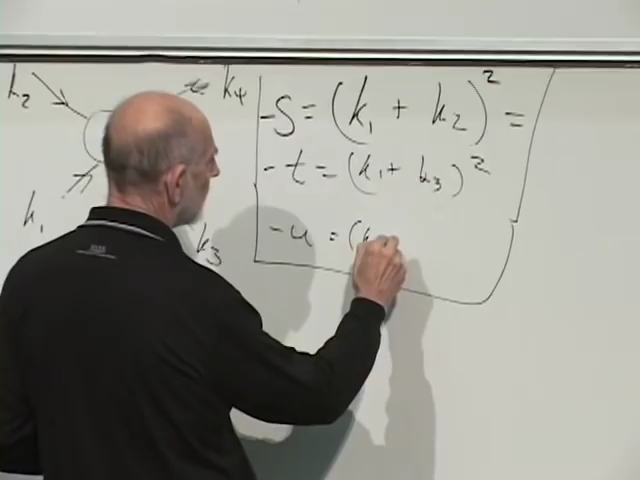 k₂ k₄
-S = (k₁ + k₂)² =
-t = (k₁ + k₃)²
k₁ k₃
-u = (k